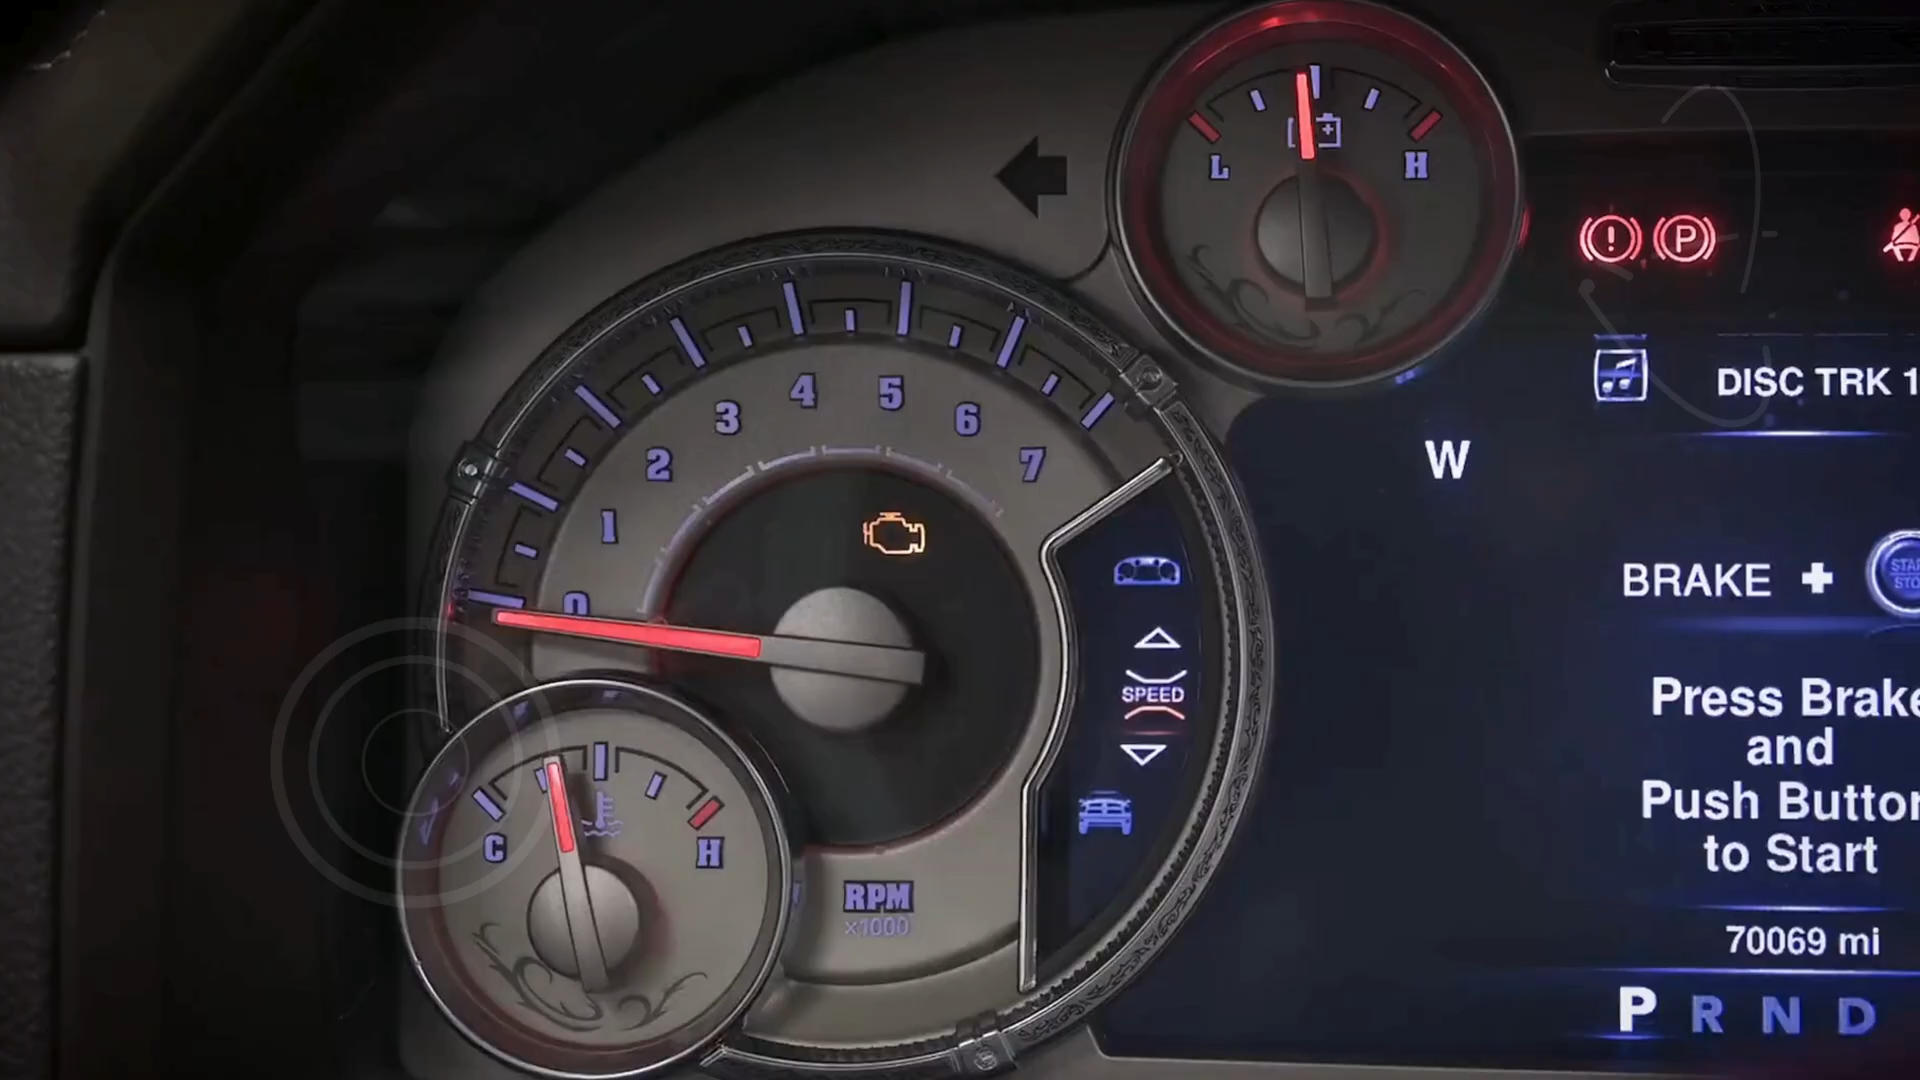 L H
P
DISC TRK 1
W
4 5
3 6
2 7
1
0
BRAKE +
SPEED
Press Brake
and
Push Button
to Start
C H
RPM
x1000
70069 mi
P R N D